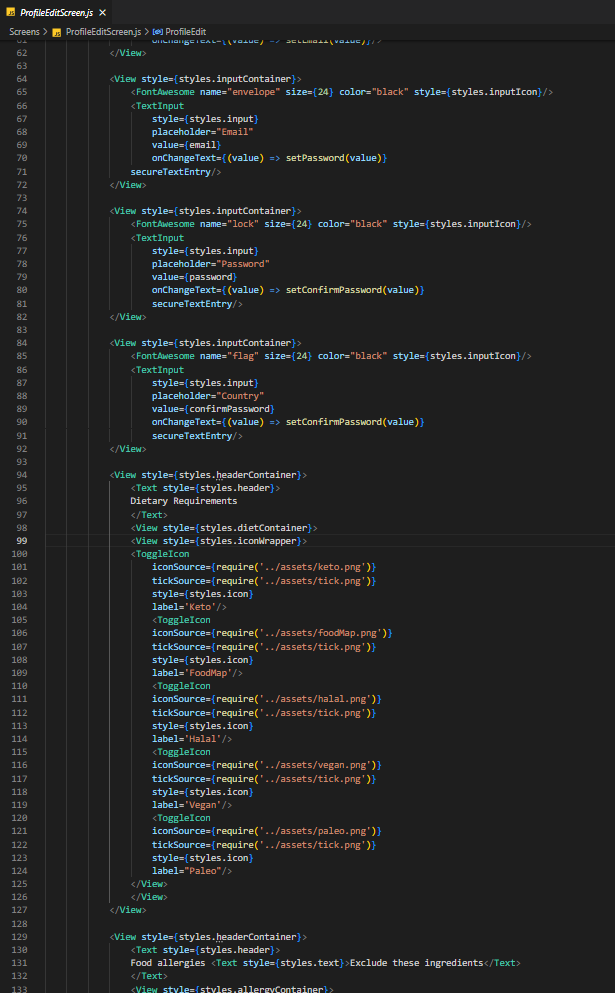 ProfileEditScreen.js
Screens > ProfileEditScreen.js > ProfileEdit
61 onChangeText={(value) => setEmail(value)}/>
62 </View>
63
64 <View style={styles.inputContainer}>
65 <FontAwesome name="envelope" size={24} color="black" style={styles.inputIcon}/>
66 <TextInput
67 style={styles.input}
68 placeholder="Email"
69 value={email}
70 onChangeText={(value) => setPassword(value)}
71 secureTextEntry/>
72 </View>
73
74 <View style={styles.inputContainer}>
75 <FontAwesome name="lock" size={24} color="black" style={styles.inputIcon}/>
76 <TextInput
77 style={styles.input}
78 placeholder="Password"
79 value={password}
80 onChangeText={(value) => setConfirmPassword(value)}
81 secureTextEntry/>
82 </View>
83
84 <View style={styles.inputContainer}>
85 <FontAwesome name="flag" size={24} color="black" style={styles.inputIcon}/>
86 <TextInput
87 style={styles.input}
88 placeholder="Country"
89 value={confirmPassword}
90 onChangeText={(value) => setConfirmPassword(value)}
91 secureTextEntry/>
92 </View>
93
94 <View style={styles.headerContainer}>
95 <Text style={styles.header}>
96 Dietary Requirements
97 </Text>
98 <View style={styles.dietContainer}>
99 <View style={styles.iconWrapper}>
100 <ToggleIcon
101 iconSource={require('../assets/keto.png')}
102 tickSource={require('../assets/tick.png')}
103 style={styles.icon}
104 label='Keto'/>
105 <ToggleIcon
106 iconSource={require('../assets/foodMap.png')}
107 tickSource={require('../assets/tick.png')}
108 style={styles.icon}
109 label='FoodMap'/>
110 <ToggleIcon
111 iconSource={require('../assets/halal.png')}
112 tickSource={require('../assets/tick.png')}
113 style={styles.icon}
114 label='Halal'/>
115 <ToggleIcon
116 iconSource={require('../assets/vegan.png')}
117 tickSource={require('../assets/tick.png')}
118 style={styles.icon}
119 label='Vegan'/>
120 <ToggleIcon
121 iconSource={require('../assets/paleo.png')}
122 tickSource={require('../assets/tick.png')}
123 style={styles.icon}
124 label="Paleo"/>
125 </View>
126 </View>
127 </View>
128
129 <View style={styles.headerContainer}>
130 <Text style={styles.header}>
131 Food allergies <Text style={styles.text}>Exclude these ingredients</Text>
132 </Text>
133 <View style={styles.allergyContainer}>